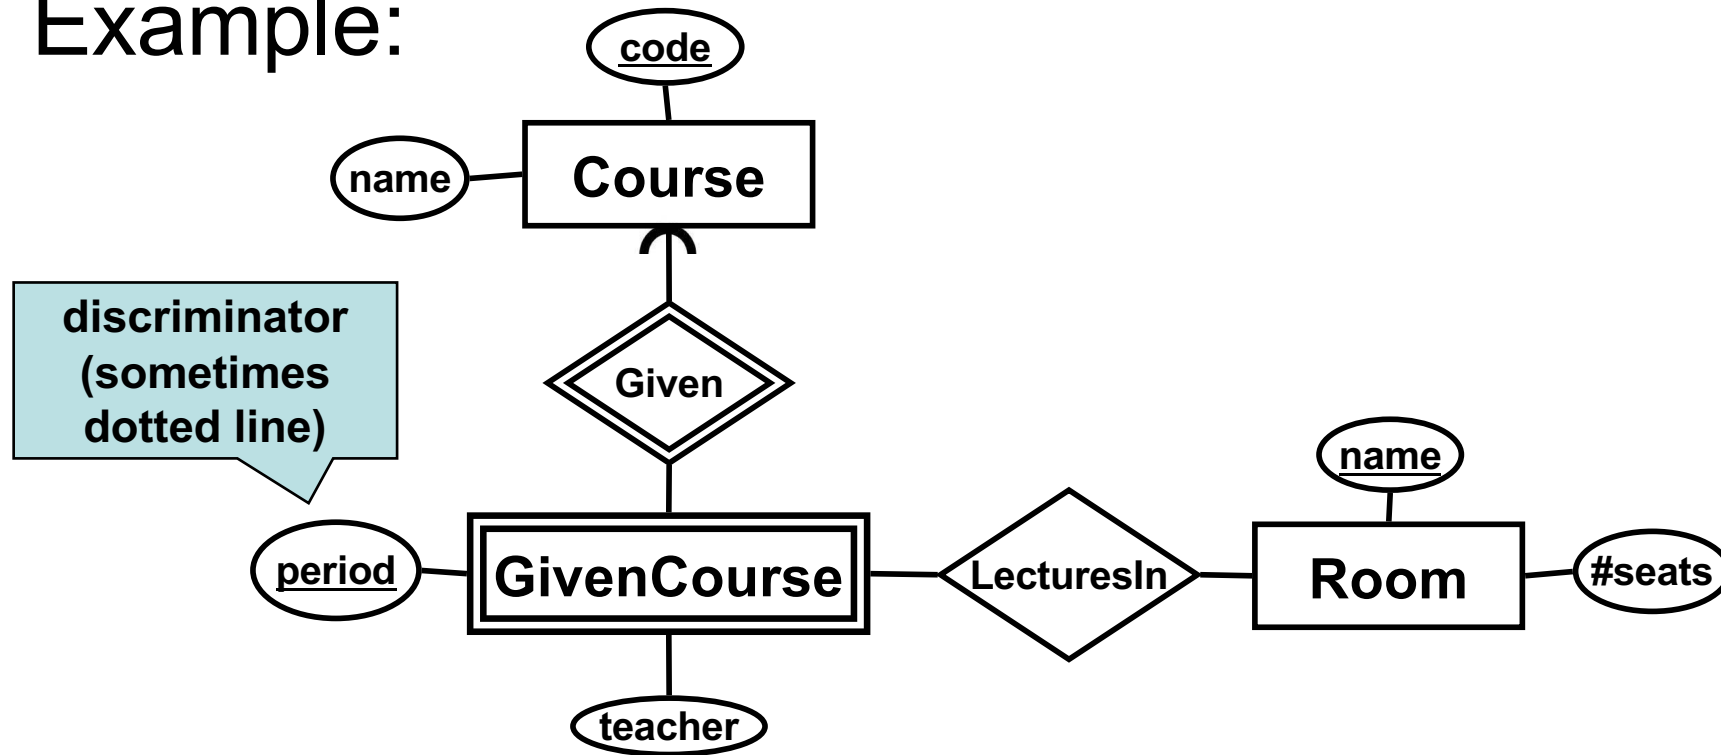 Example:
code
name
Course
discriminator
(sometimes
dotted line)
Given
name
period
GivenCourse
LecturesIn
Room
#seats
teacher